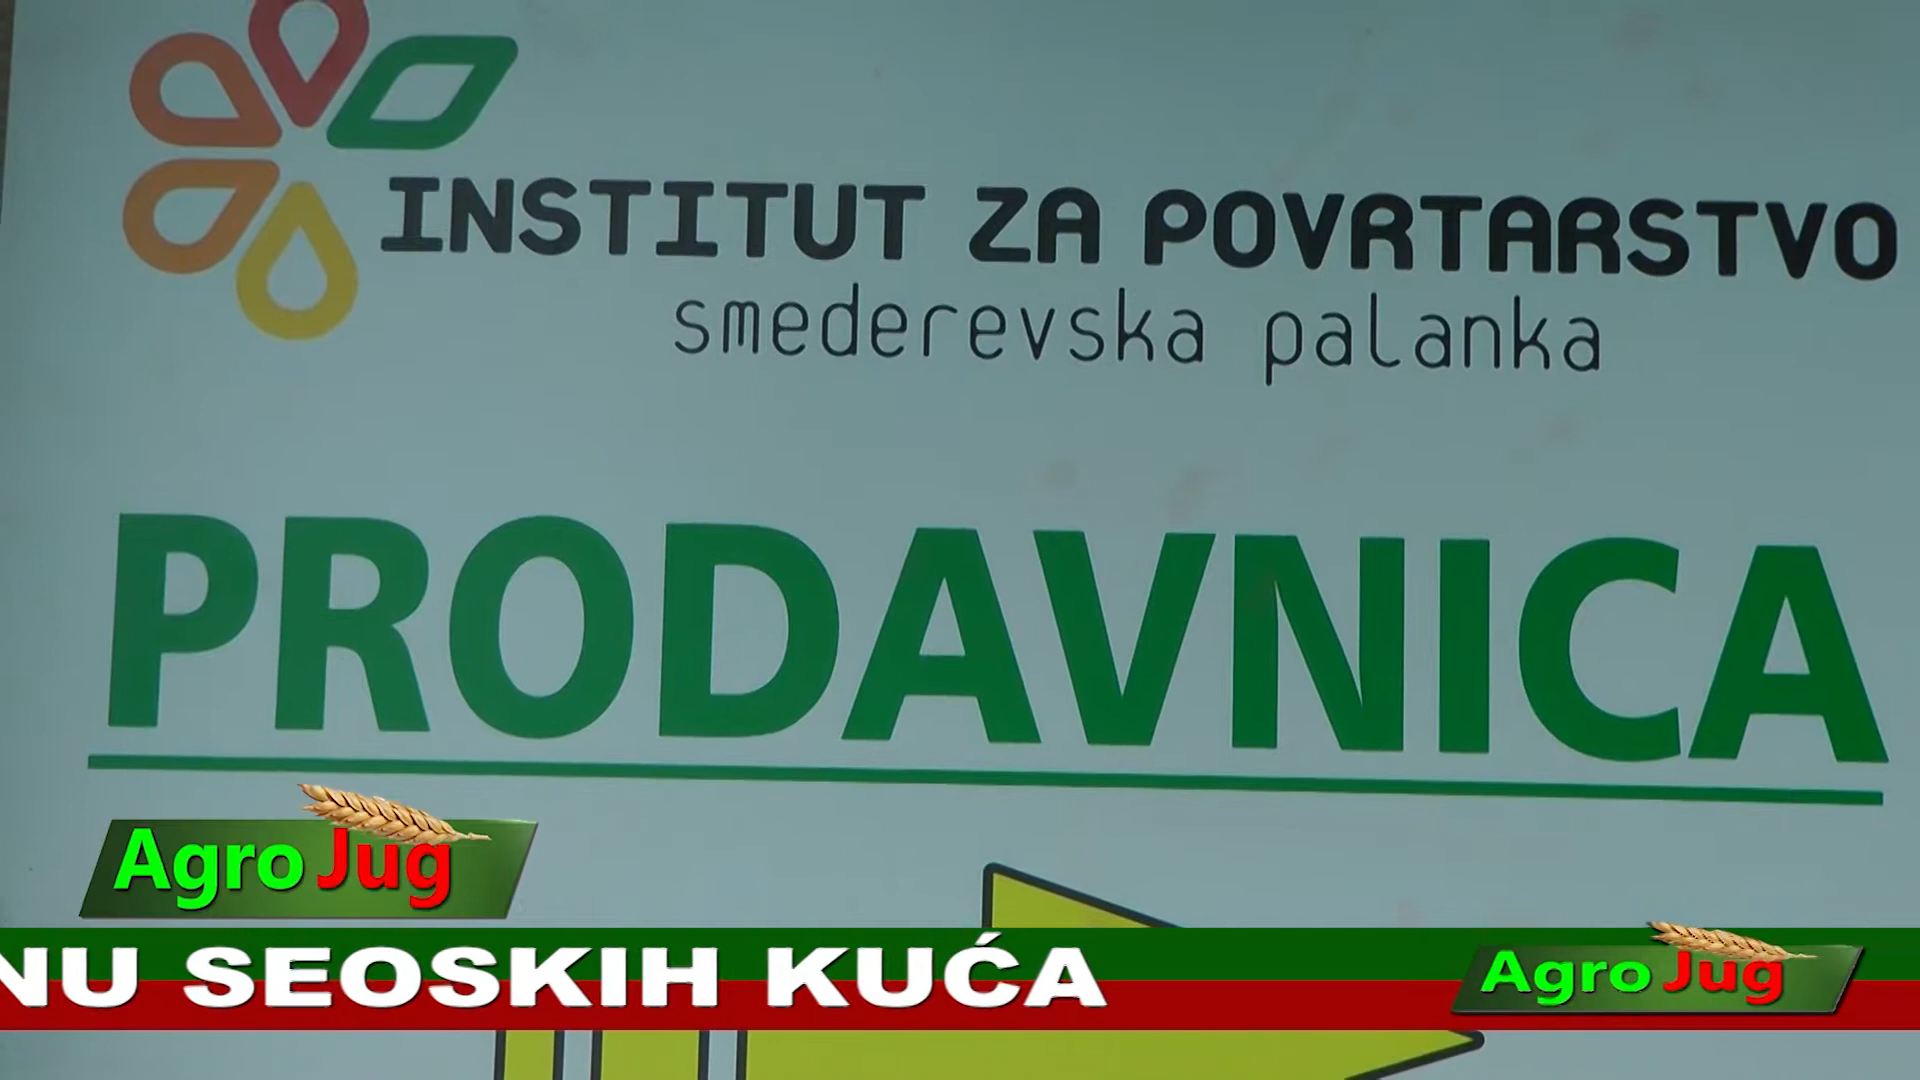 INSTITUT ZA POVRTARSTVO
smederevska palanka
PRODAVNICA
Agro Jug
NU SEOSKIH KUĆA
Agro Jug